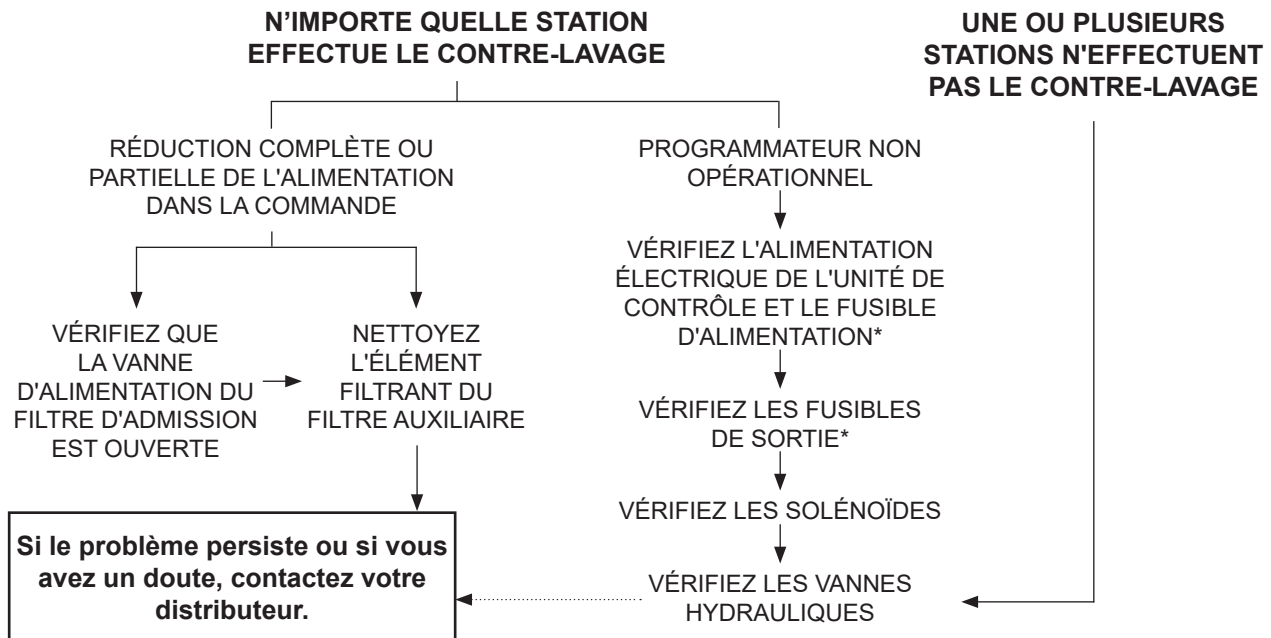 N’IMPORTE QUELLE STATION
EFFECTUE LE CONTRE-LAVAGE
UNE OU PLUSIEURS
STATIONS N'EFFECTUENT
PAS LE CONTRE-LAVAGE
RÉDUCTION COMPLÈTE OU
PARTIELLE DE L'ALIMENTATION
DANS LA COMMANDE
PROGRAMMATEUR NON
OPÉRATIONNEL
VÉRIFIEZ L'ALIMENTATION
ÉLECTRIQUE DE L'UNITÉ DE
CONTRÔLE ET LE FUSIBLE
D'ALIMENTATION*
VÉRIFIEZ QUE
LA VANNE
D'ALIMENTATION DU
FILTRE D'ADMISSION
EST OUVERTE
NETTOYEZ
L'ÉLÉMENT
FILTRANT DU
FILTRE AUXILIAIRE
VÉRIFIEZ LES FUSIBLES
DE SORTIE*
VÉRIFIEZ LES SOLÉNOÏDES
VÉRIFIEZ LES VANNES
HYDRAULIQUES
Si le problème persiste ou si vous
avez un doute, contactez votre
distributeur.